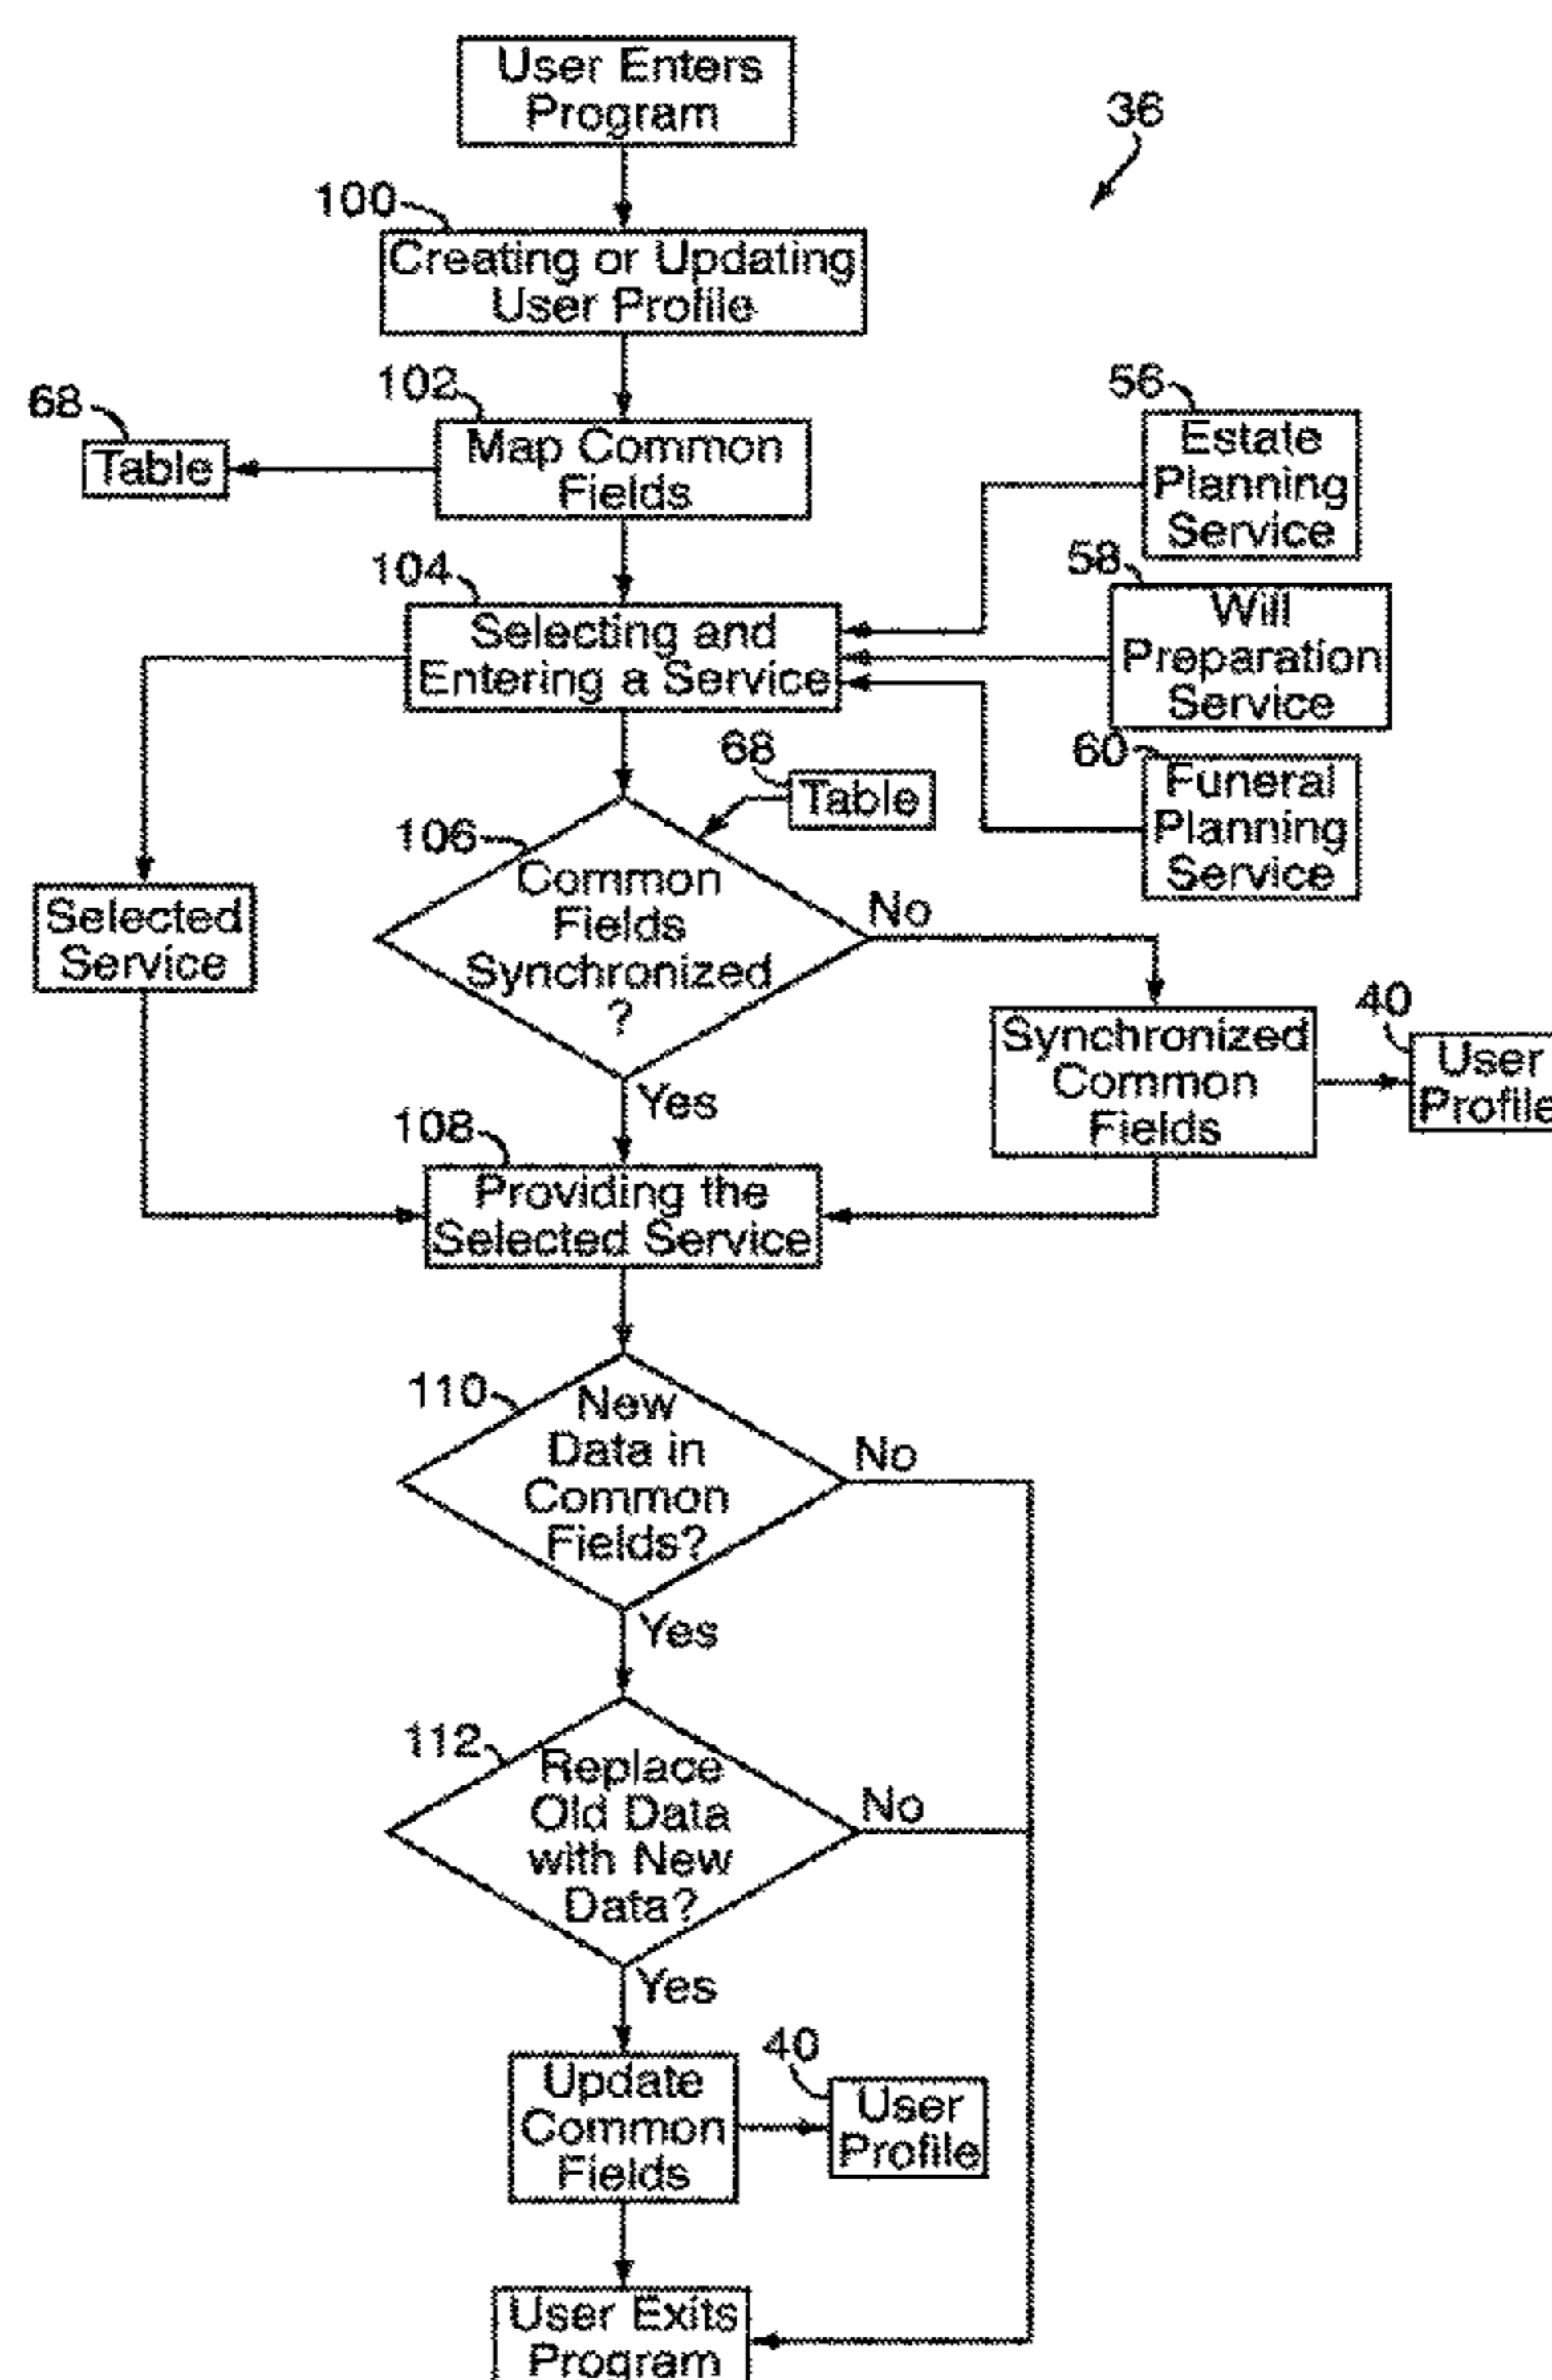 User Enters
Program
36
100
Creating or Updating
User Profile
102
68
Table
Map Common
Fields
56
Estate
Planning
Service
104
Selecting and
Entering a Service
58
Will
Preparation
Service
68
Table
60
Funeral
Planning
Service
106
Common
Fields
Synchronized
?
No
Selected
Service
Synchronized
Common
Fields
40
User
Profile
Yes
108
Providing the
Selected Service
110
New
Data in
Common
Fields?
No
Yes
112
Replace
Old Data
with New
Data?
No
Yes
Update
Common
Fields
40
User
Profile
User Exits
Program